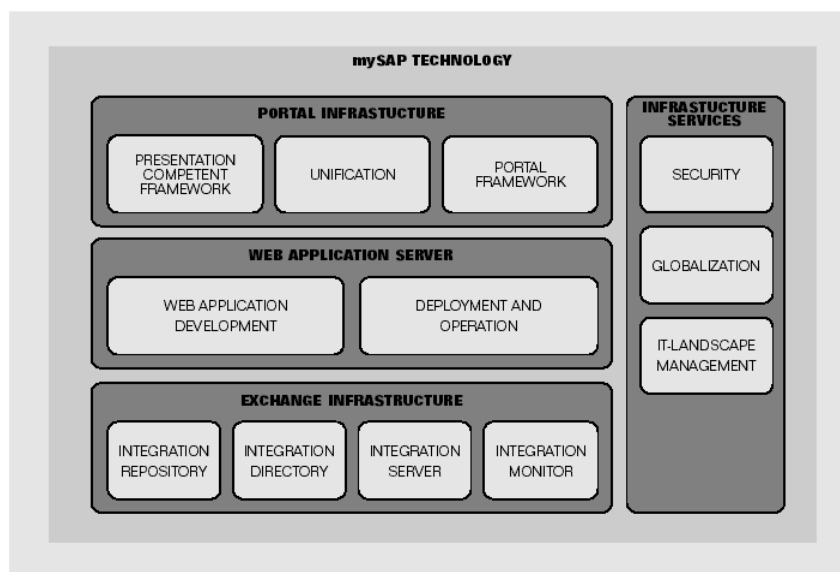 mySAP TECHNOLOGY
PORTAL INFRASTUCTURE
PRESENTATION
COMPETENT
FRAMEWORK
UNIFICATION
PORTAL
FRAMEWORK
WEB APPLICATION SERVER
WEB APPLICATION
DEVELOPMENT
DEPLOYMENT AND
OPERATION
EXCHANGE INFRASTRUCTURE
INTEGRATION
REPOSITORY
INTEGRATION
DIRECTORY
INTEGRATION
SERVER
INTEGRATION
MONITOR
INFRASTUCTURE
SERVICES
SECURITY
GLOBALIZATION
IT-LANDSCAPE
MANAGEMENT